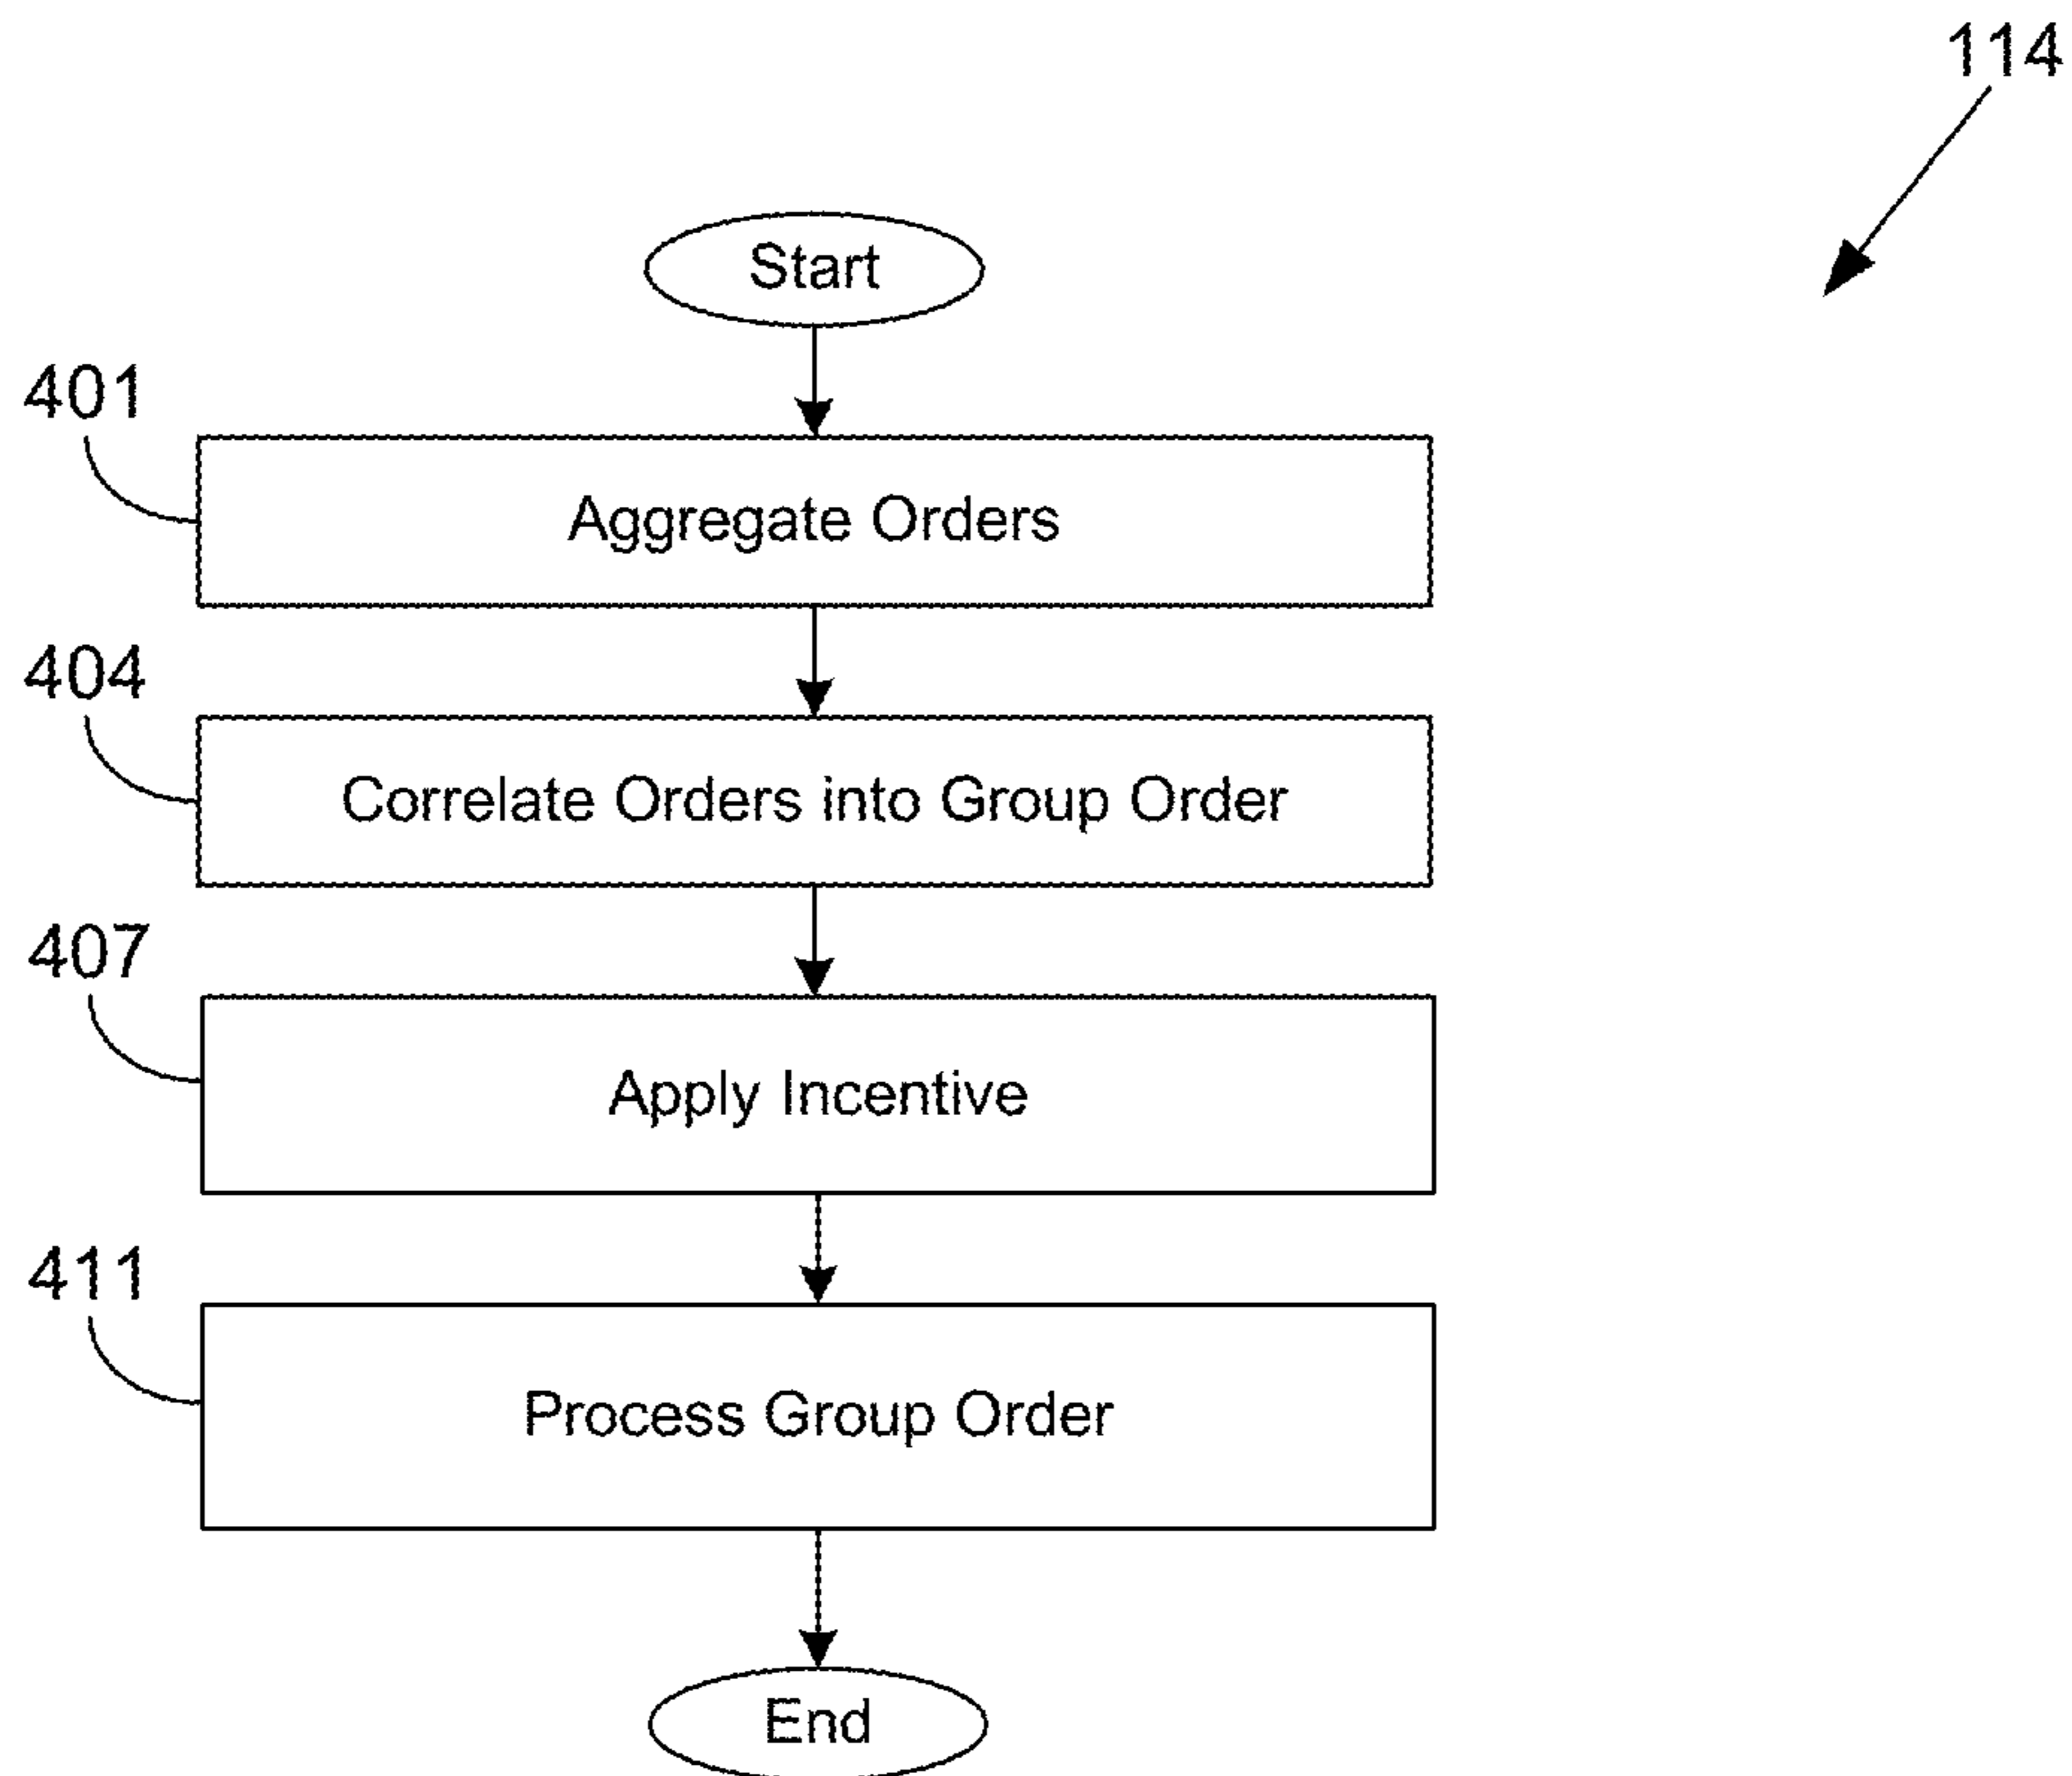 114
Start
401
Aggregate Orders
404
Correlate Orders into Group Order
407
Apply Incentive
411
Process Group Order
End